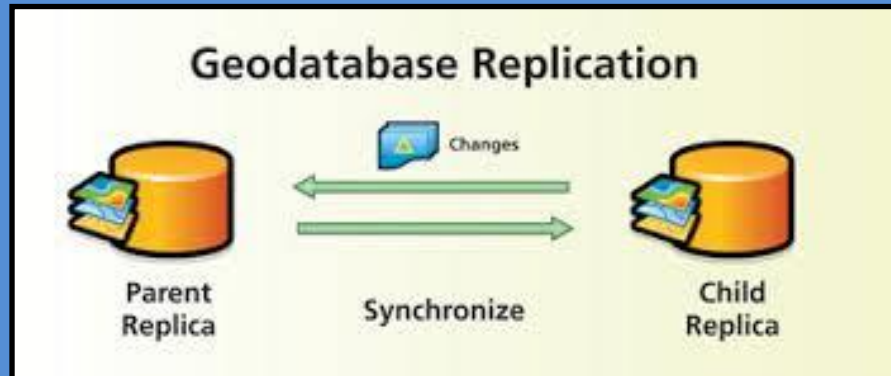 Geodatabase Replication
Changes
Parent
Replica
Synchronize
Child
Replica